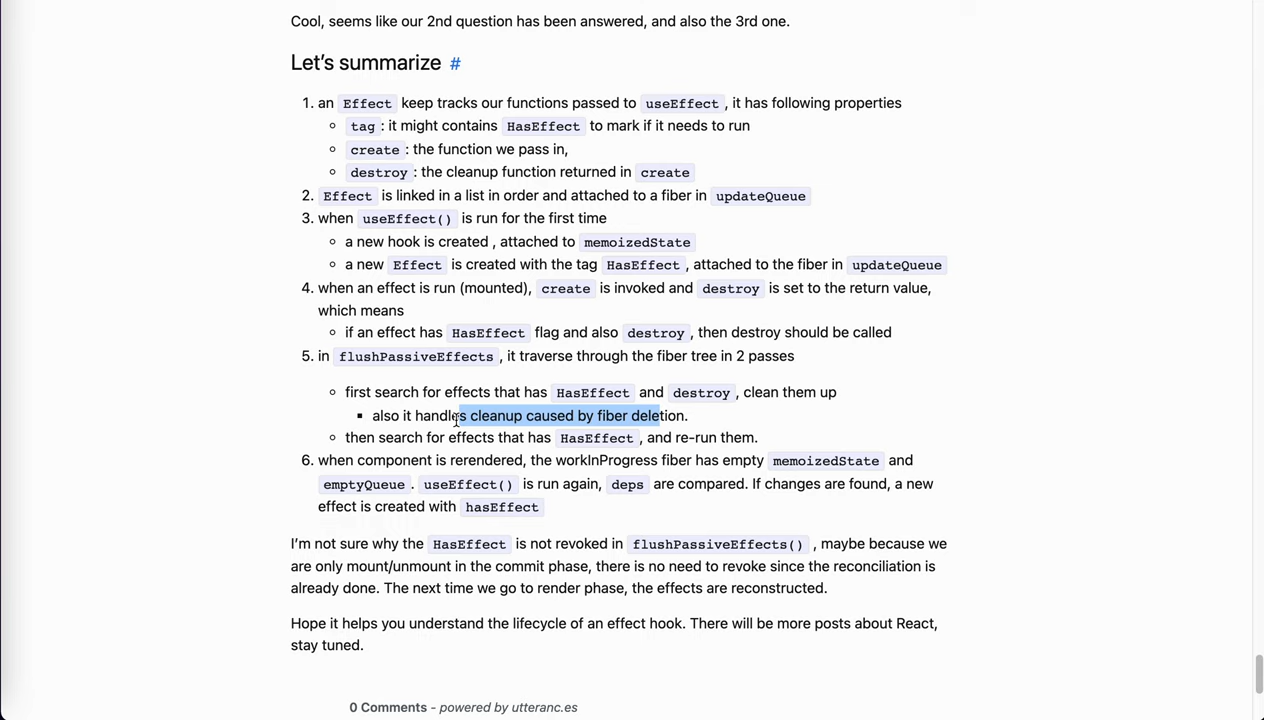 Cool, seems like our 2nd question has been answered, and also the 3rd one.
Let's summarize #
1. an Effect keep tracks our functions passed to useEffect, it has following properties
◦ tag: it might contains HasEffect to mark if it needs to run
◦ create: the function we pass in,
◦ destroy: the cleanup function returned in create
2. Effect is linked in a list in order and attached to a fiber in updateQueue
3. when useEffect() is run for the first time
◦ a new hook is created , attached to memoizedState
◦ a new Effect is created with the tag HasEffect, attached to the fiber in updateQueue
4. when an effect is run (mounted), create is invoked and destroy is set to the return value,
which means
◦ if an effect has HasEffect flag and also destroy, then destroy should be called
5. in flushPassiveEffects, it traverse through the fiber tree in 2 passes
◦ first search for effects that has HasEffect and destroy, clean them up
▪ also it handles cleanup caused by fiber deletion.
◦ then search for effects that has HasEffect, and re-run them.
6. when component is rerendered, the workInProgress fiber has empty memoizedState and
emptyQueue. useEffect() is run again, deps are compared. If changes are found, a new
effect is created with hasEffect
I'm not sure why the HasEffect is not revoked in flushPassiveEffects() , maybe because we
are only mount/unmount in the commit phase, there is no need to revoke since the reconciliation is
already done. The next time we go to render phase, the effects are reconstructed.
Hope it helps you understand the lifecycle of an effect hook. There will be more posts about React,
stay tuned.
0 Comments - powered by utteranc.es